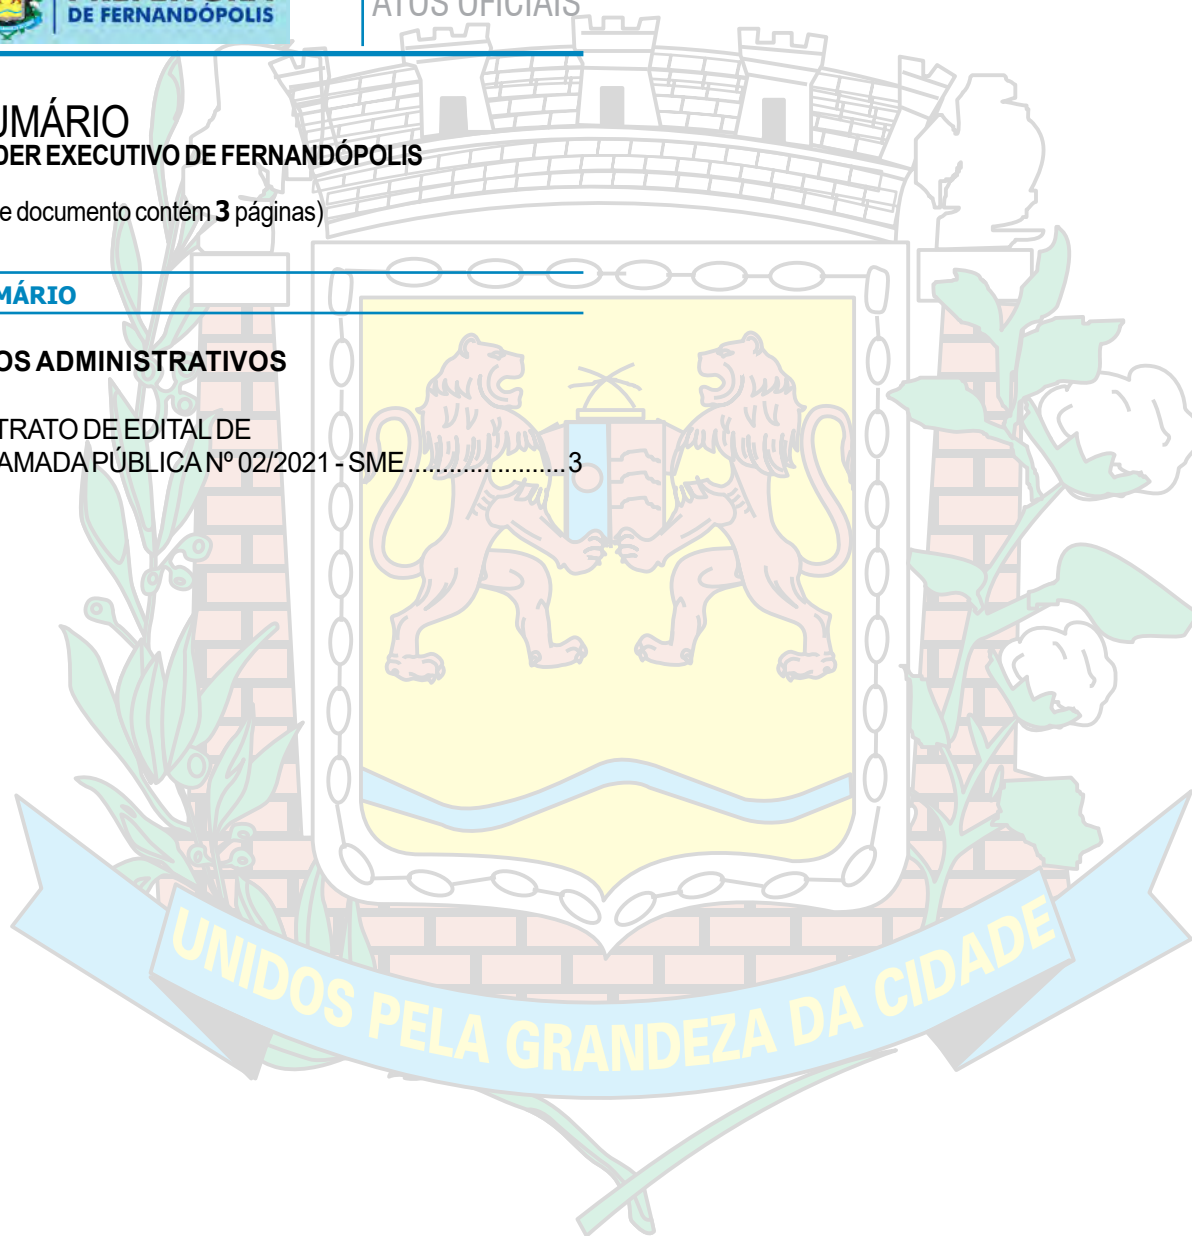 DE FERNANDÓPOLIS
ATOS OFICIAIS
UMÁRIO
DER EXECUTIVO DE FERNANDÓPOLIS
e documento contém 3 páginas)
MÁRIO
OS ADMINISTRATIVOS
TRATO DE EDITAL DE
AMADA PÚBLICA Nº 02/2021 - SME.......................3
UNIDOS PELA GRANDEZA DA CIDADE